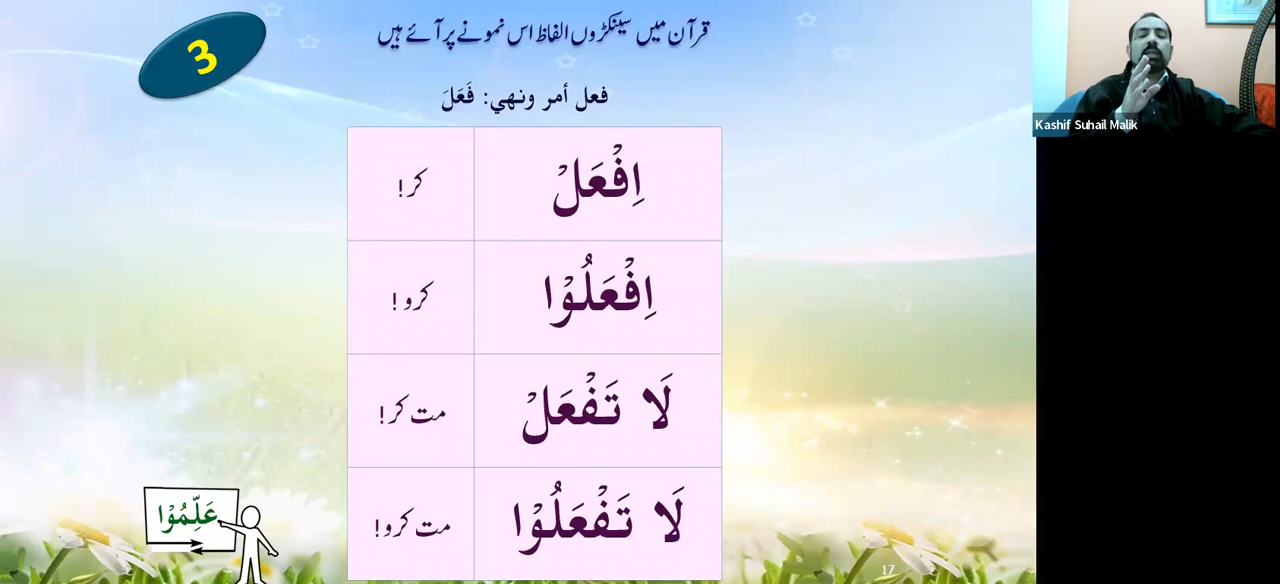 3
قرآن میں سینکڑوں الفاظ اس نمونے پر آئے ہیں
فعل أمر ونهي: فَعَلَ
اِفْعَلْ کر!
اِفْعَلُوْا کرو!
لَا تَفْعَلْ مت کر!
لَا تَفْعَلُوْا مت کرو!
عَلِّمُوْا
17
Kashif Suhail Malik